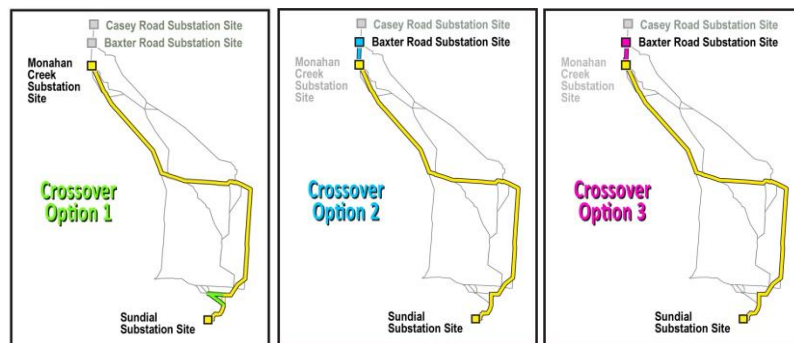 Casey Road Substation Site
Baxter Road Substation Site
Monahan
Creek
Substation
Site
Crossover
Option 1
Sundial
Substation Site
Casey Road Substation Site
Baxter Road Substation Site
Monahan
Creek
Substation
Site
Crossover
Option 2
Sundial
Substation Site
Casey Road Substation Site
Baxter Road Substation Site
Monahan
Creek
Substation
Site
Crossover
Option 3
Sundial
Substation Site